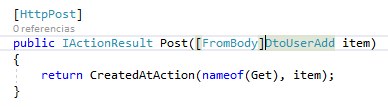 [HttpPost]
0 referencias
public IActionResult Post([FromBody]DtoUserAdd item)
{
return CreatedAtAction(nameof(Get), item);
}